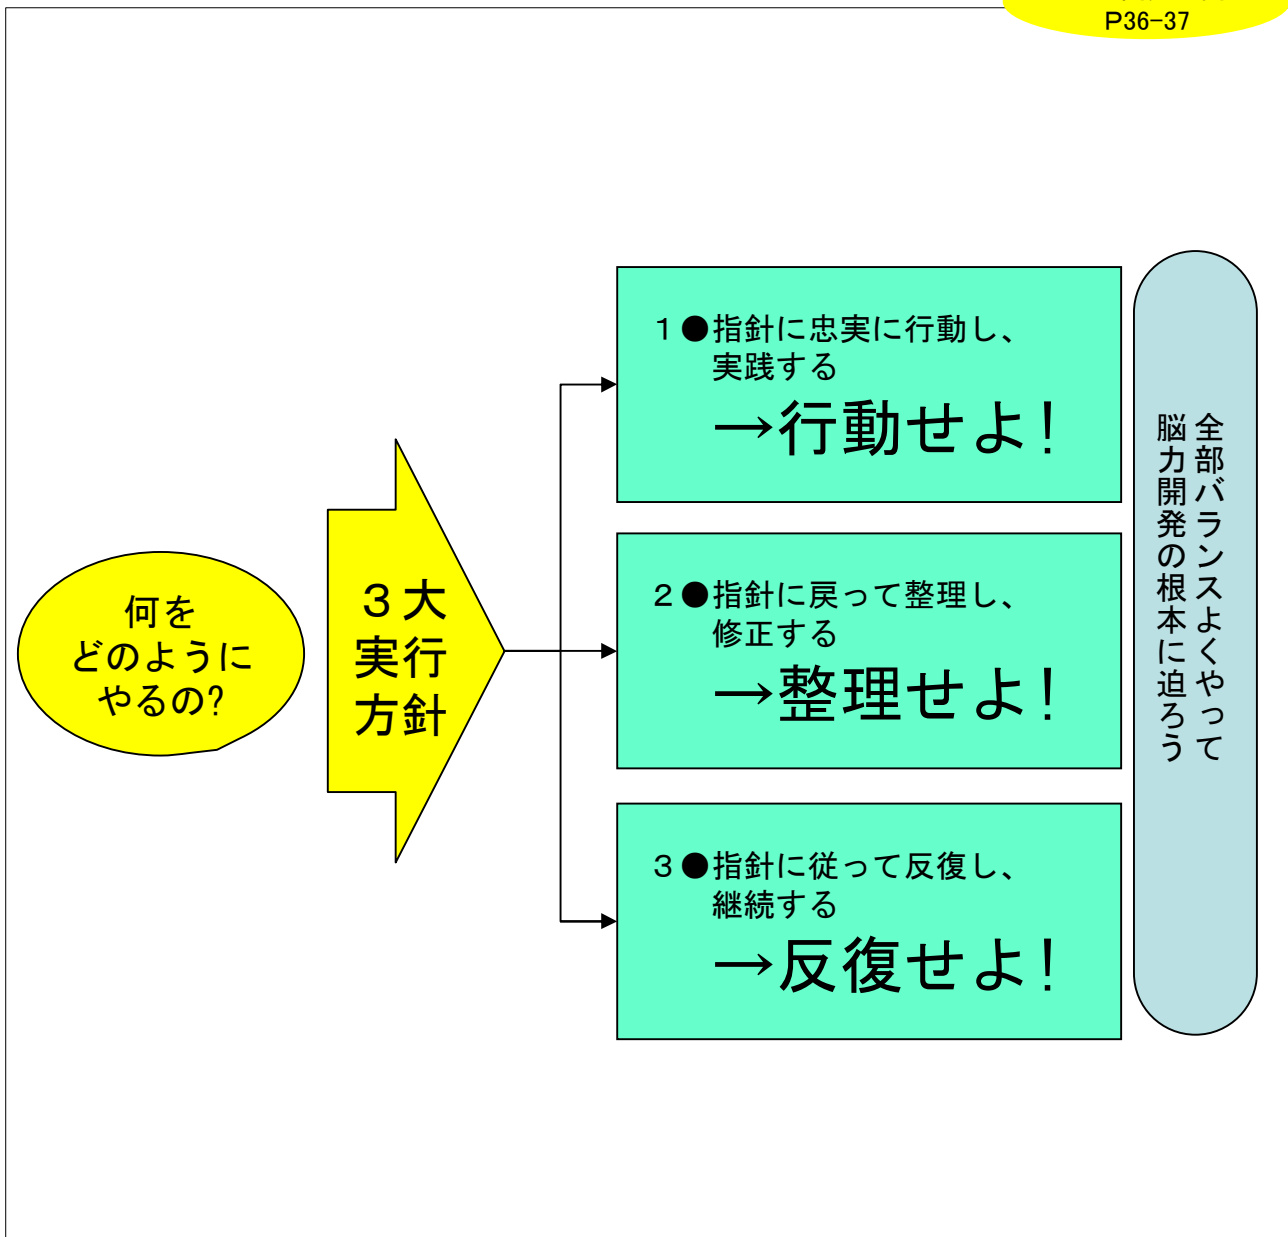 P36-37
何を
どのように
やるの?
３大
実行
方針
１●指針に忠実に行動し、
実践する
→行動せよ!
２●指針に戻って整理し、
修正する
→整理せよ!
３●指針に従って反復し、
継続する
→反復せよ!
全部バランスよくやって
脳力開発の根本に迫ろう